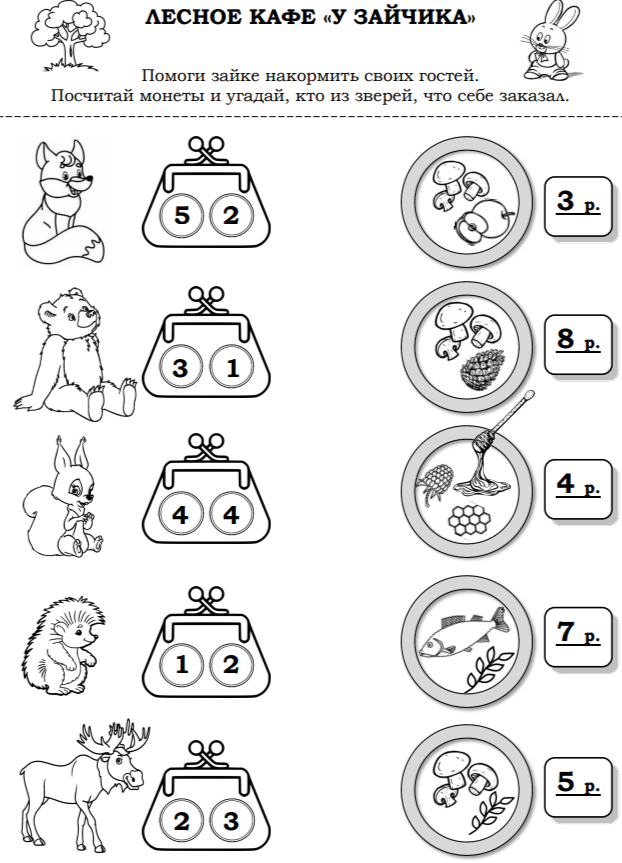 ЛЕСНОЕ КАФЕ «У ЗАЙЧИКА»
Помоги зайке накормить своих гостей.
Посчитай монеты и угадай, кто из зверей, что себе заказал.
5 2
3 р.
3 1
8 р.
4 4
4 р.
1 2
7 р.
2 3
5 р.